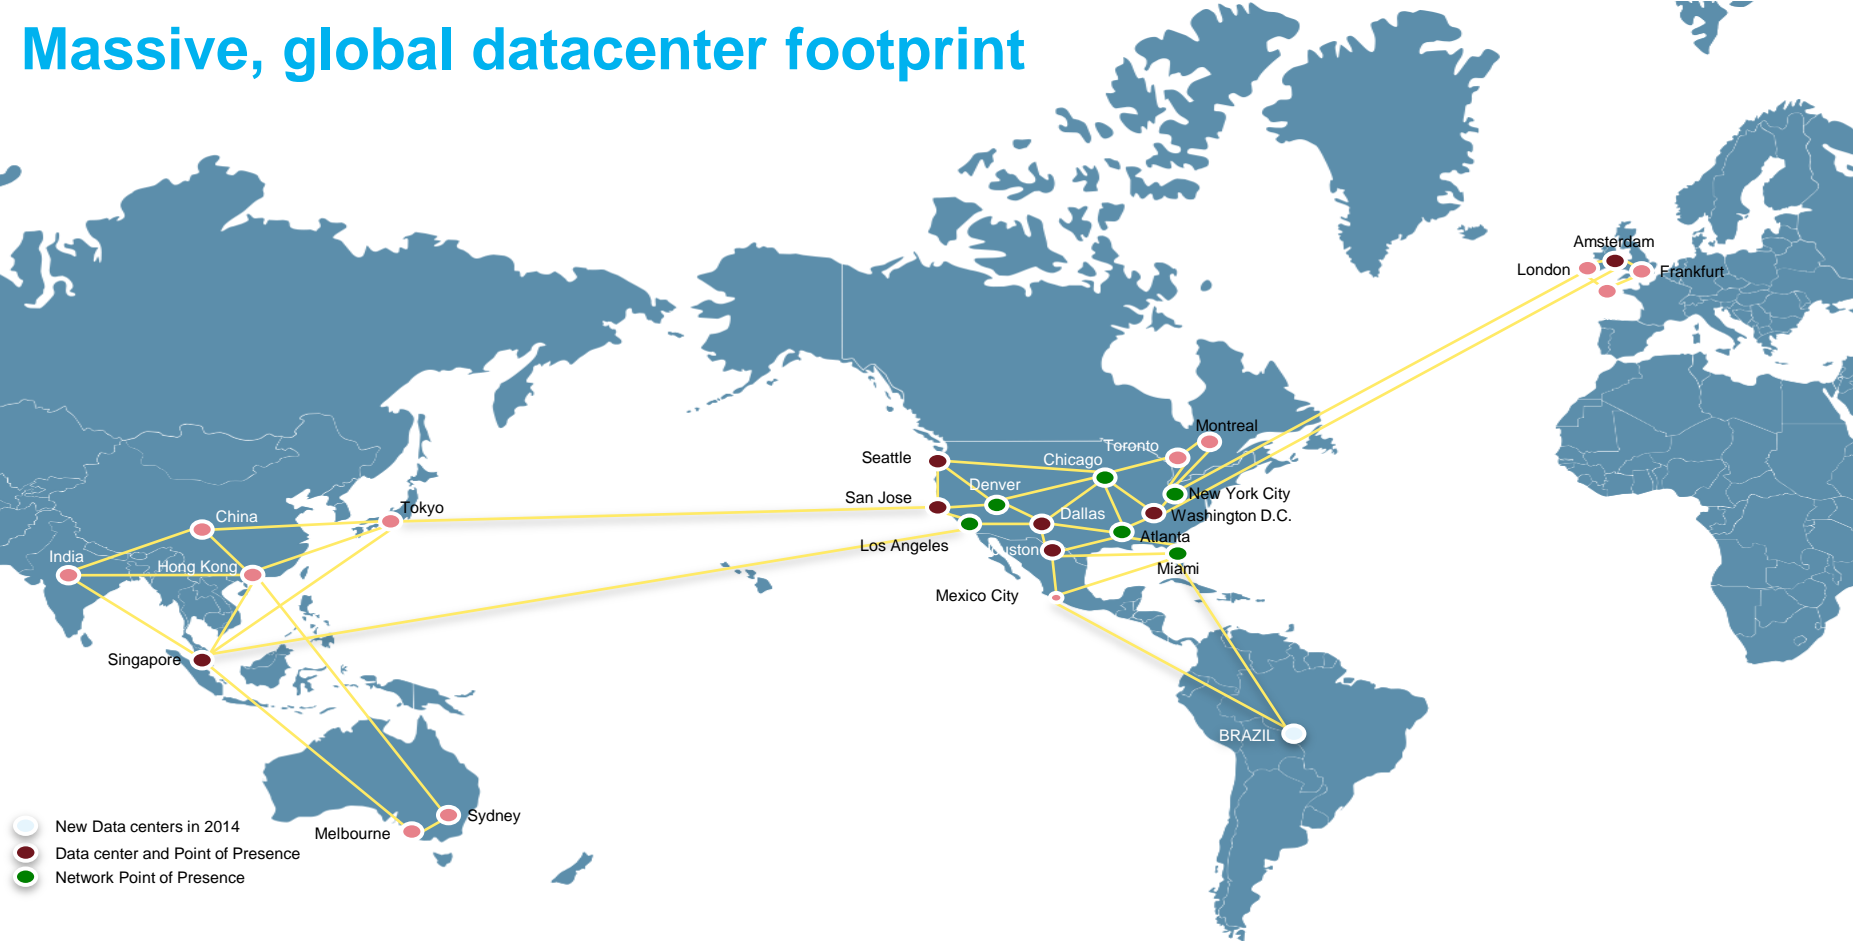 Massive, global datacenter footprint
Amsterdam
London
Frankfurt
Montreal
Toronto
Seattle
Chicago
Denver
San Jose
New York City
Tokyo
China
Dallas
Washington D.C.
Atlanta
Los Angeles
India
Hong Kong
Houston
Miami
Mexico City
Singapore
BRAZIL
Sydney
Melbourne
New Data centers in 2014
Data center and Point of Presence
Network Point of Presence